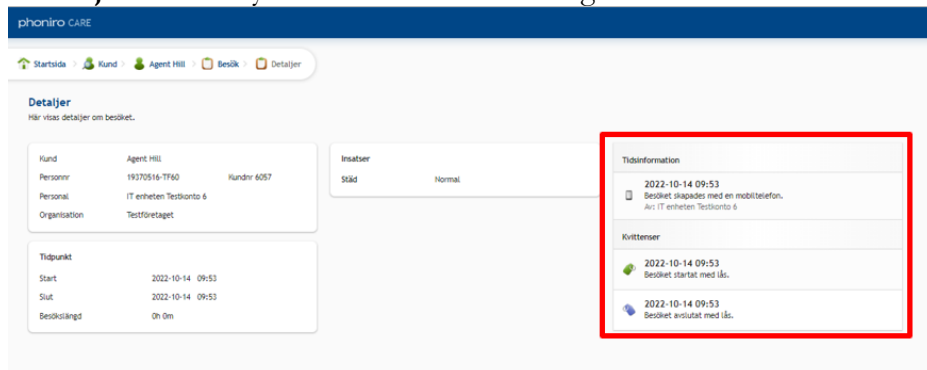 phoniro CARE
Startsida Kund Agent Hill Besök Detaljer
Detaljer
Här visas detaljer om besöket.
Kund Agent Hill
Personnr 19370516-TF60 Kundnr 6057
Personal IT enheten Testkonto 6
Organisation Testföretaget
Tidpunkt
Start 2022-10-14 09:53
Slut 2022-10-14 09:53
Besökslängd 0h 0m
Insatser
Städ Normal
Tidsinformation
2022-10-14 09:53
Besöket skapades med en mobiltelefon.
Av: IT enheten Testkonto 6
Kvittenser
2022-10-14 09:53
Besöket startat med lås.
2022-10-14 09:53
Besöket avslutat med lås.